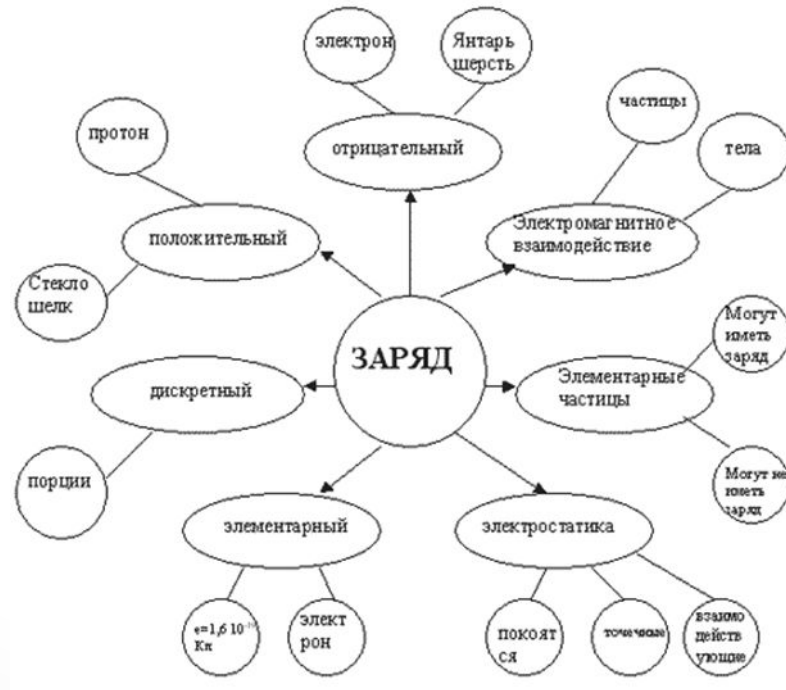 электрон
Янтарь
шерсть
частицы
протон
тела
отрицательный
Электромагнитное
взаимодействие
положительный
Стекло
шелк
Могут
иметь
заряд
ЗАРЯД
Элементарные
частицы
дискретный
порции
Могут не
иметь
заряд
элементарный
электростатика
e=1,6 10⁻¹⁹
Кл
элект
рон
покоят
ся
точечные
взаимо
действ
ующие